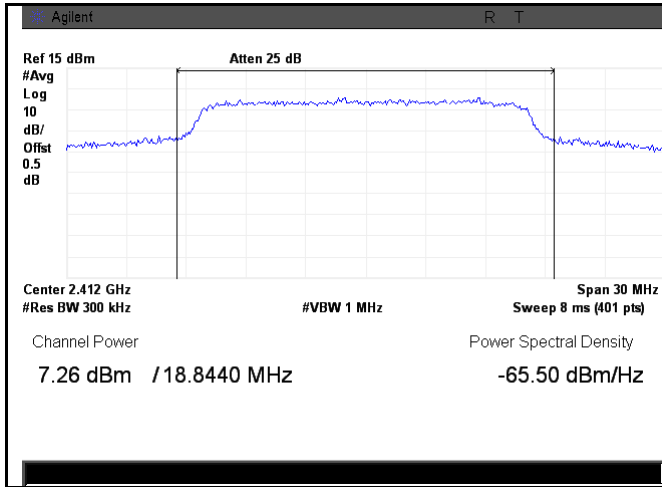 Agilent R T
Ref 15 dBm Atten 25 dB
#Avg
Log
10
dB/
Offst
0.5
dB
Center 2.412 GHz Span 30 MHz
#Res BW 300 kHz #VBW 1 MHz Sweep 8 ms (401 pts)
Channel Power Power Spectral Density
7.26 dBm / 18.8440 MHz -65.50 dBm/Hz